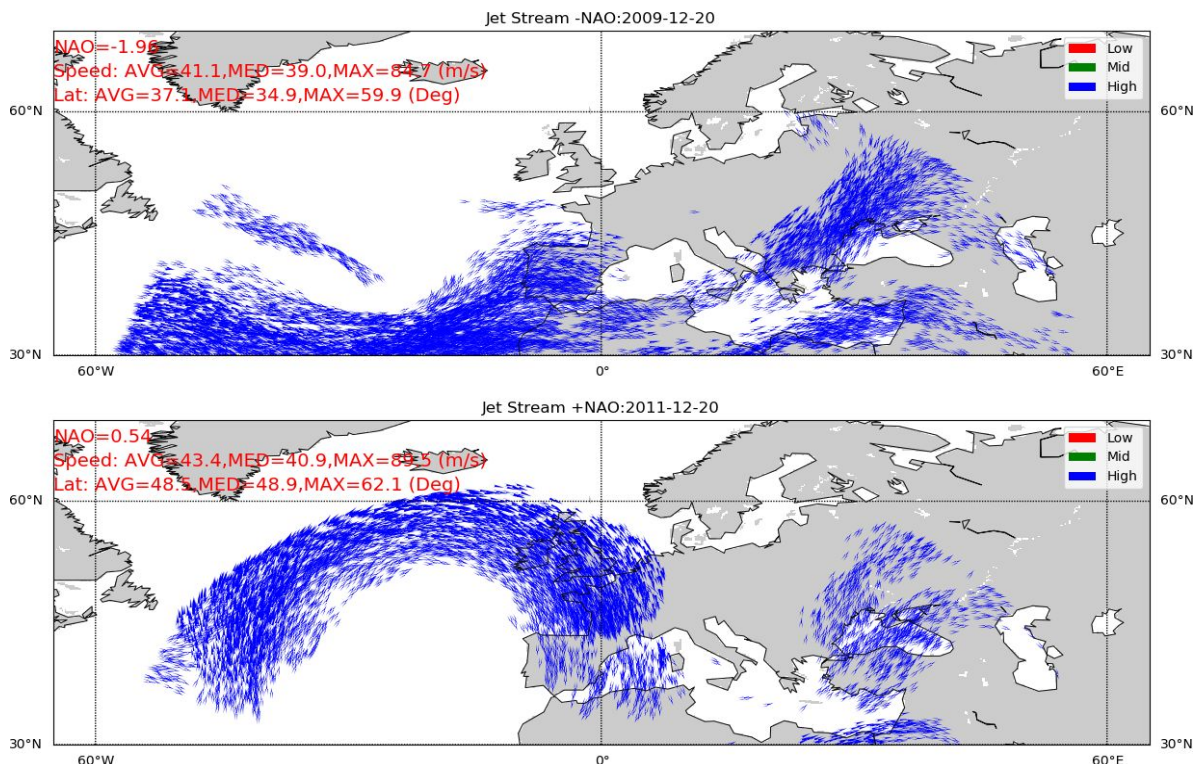 Jet Stream -NAO:2009-12-20
NAO=-1.96
Speed: AVG=41.1,MED=39.0,MAX=84.7 (m/s)
Lat: AVG=37.1,MED=34.9,MAX=59.9 (Deg)
Low
Mid
High
60°N
60°N
30°N
30°N
60°W
0°
60°E
Jet Stream +NAO:2011-12-20
NAO=0.54
Speed: AVG=43.4,MED=40.9,MAX=89.5 (m/s)
Lat: AVG=48.5,MED=48.9,MAX=62.1 (Deg)
Low
Mid
High
60°N
60°N
30°N
30°N
60°W
0°
60°E